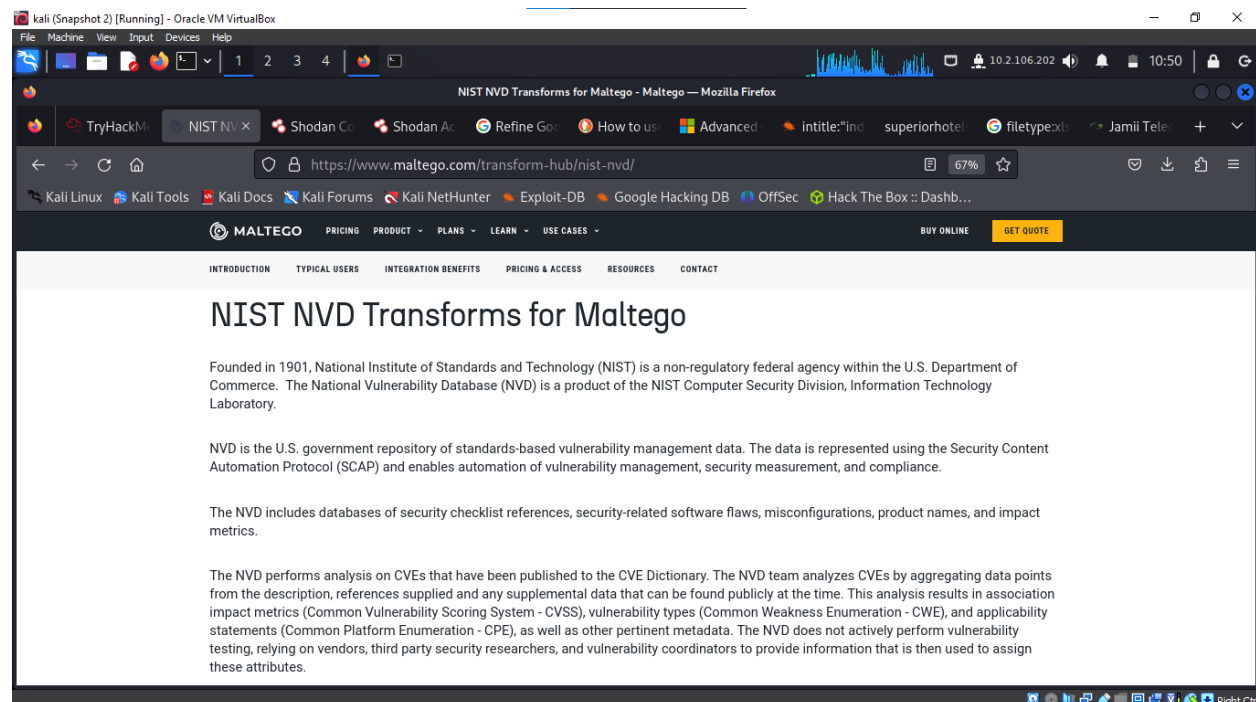 kali (Snapshot 2) [Running] - Oracle VM VirtualBox
File Machine View Input Devices Help
1 2 3 4 10.2.106.202 10:50
NIST NVD Transforms for Maltego - Maltego — Mozilla Firefox
TryHackM NIST NV Shodan Co Shodan Ac Refine Goo How to use Advanced intitle:"ind superiorhotel filetype:xls Jamii Telec
https://www.maltego.com/transform-hub/nist-nvd/ 67%
Kali Linux Kali Tools Kali Docs Kali Forums Kali NetHunter Exploit-DB Google Hacking DB OffSec Hack The Box :: Dashb...
MALTEGO PRICING PRODUCT PLANS LEARN USE CASES BUY ONLINE GET QUOTE
INTRODUCTION TYPICAL USERS INTEGRATION BENEFITS PRICING & ACCESS RESOURCES CONTACT
NIST NVD Transforms for Maltego
Founded in 1901, National Institute of Standards and Technology (NIST) is a non-regulatory federal agency within the U.S. Department of
Commerce. The National Vulnerability Database (NVD) is a product of the NIST Computer Security Division, Information Technology
Laboratory.
NVD is the U.S. government repository of standards-based vulnerability management data. The data is represented using the Security Content
Automation Protocol (SCAP) and enables automation of vulnerability management, security measurement, and compliance.
The NVD includes databases of security checklist references, security-related software flaws, misconfigurations, product names, and impact
metrics.
The NVD performs analysis on CVEs that have been published to the CVE Dictionary. The NVD team analyzes CVEs by aggregating data points
from the description, references supplied and any supplemental data that can be found publicly at the time. This analysis results in association
impact metrics (Common Vulnerability Scoring System - CVSS), vulnerability types (Common Weakness Enumeration - CWE), and applicability
statements (Common Platform Enumeration - CPE), as well as other pertinent metadata. The NVD does not actively perform vulnerability
testing, relying on vendors, third party security researchers, and vulnerability coordinators to provide information that is then used to assign
these attributes.
Right Ctr